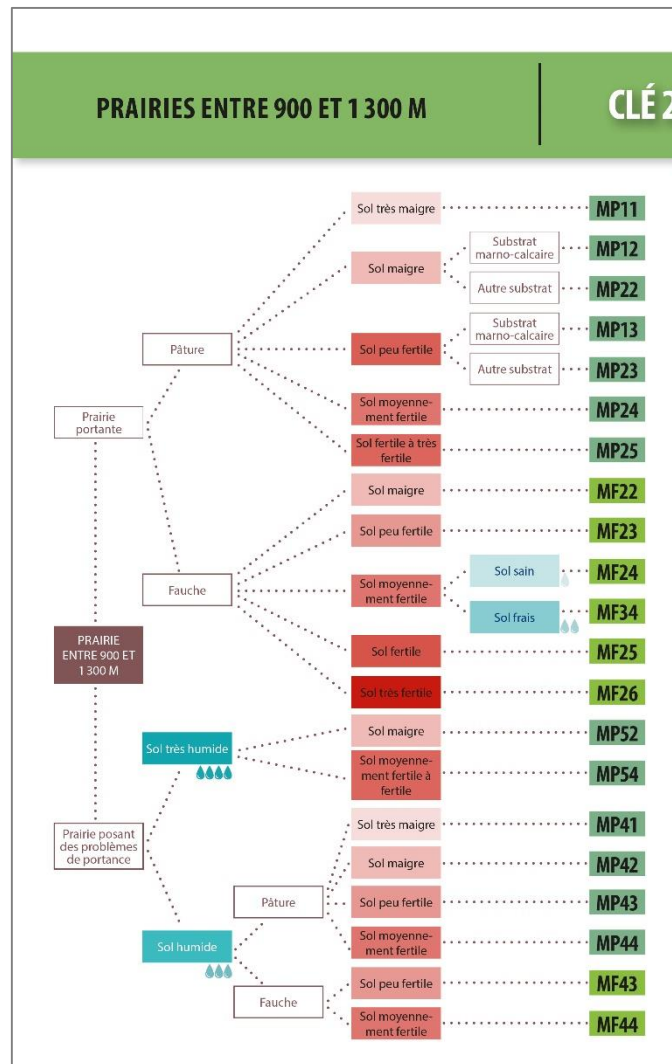 PRAIRIES ENTRE 900 ET 1 300 M
CLÉ 2
Sol très maigre
MP11
Sol maigre
Substrat
marno-calcaire
MP12
Autre substrat
MP22
Pâture
Sol peu fertile
Substrat
marno-calcaire
MP13
Autre substrat
MP23
Prairie
portante
Sol moyenne-
ment fertile
MP24
Sol fertile à très
fertile
MP25
Sol maigre
MF22
Sol peu fertile
MF23
Fauche
Sol moyenne-
ment fertile
Sol sain
MF24
Sol frais
MF34
PRAIRIE
ENTRE 900 ET
1 300 M
Sol fertile
MF25
Sol très fertile
MF26
Sol très humide
Sol maigre
MP52
Sol moyenne-
ment fertile à
fertile
MP54
Prairie posant
des problèmes
de portance
Sol très maigre
MP41
Sol maigre
MP42
Pâture
Sol peu fertile
MP43
Sol humide
Sol moyenne-
ment fertile
MP44
Fauche
Sol peu fertile
MF43
Sol moyenne-
ment fertile
MF44